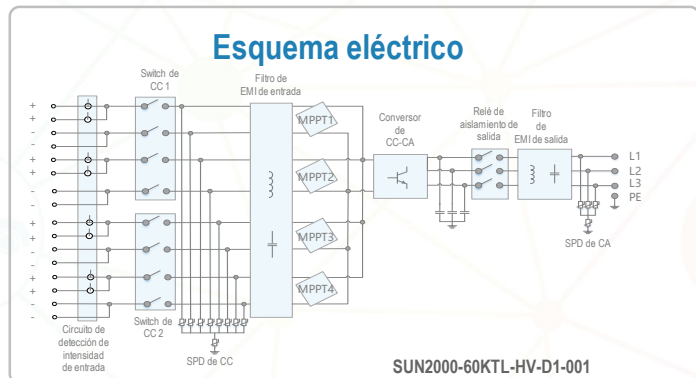 Esquema eléctrico
Switch de
CC 1
Filtro de
EMI de entrada
MPPT1
MPPT2
MPPT3
MPPT4
Conversor
de
CC-CA
Relé de
aislamiento de
salida
Filtro
de
EMI de salida
L1
L2
L3
PE
SPD de CA
+
+
-
-
+
+
-
-
+
+
-
-
+
+
-
-
Circuito de
detección de
intensidad
de entrada
Switch de
CC 2
SPD de CC
SUN2000-60KTL-HV-D1-001